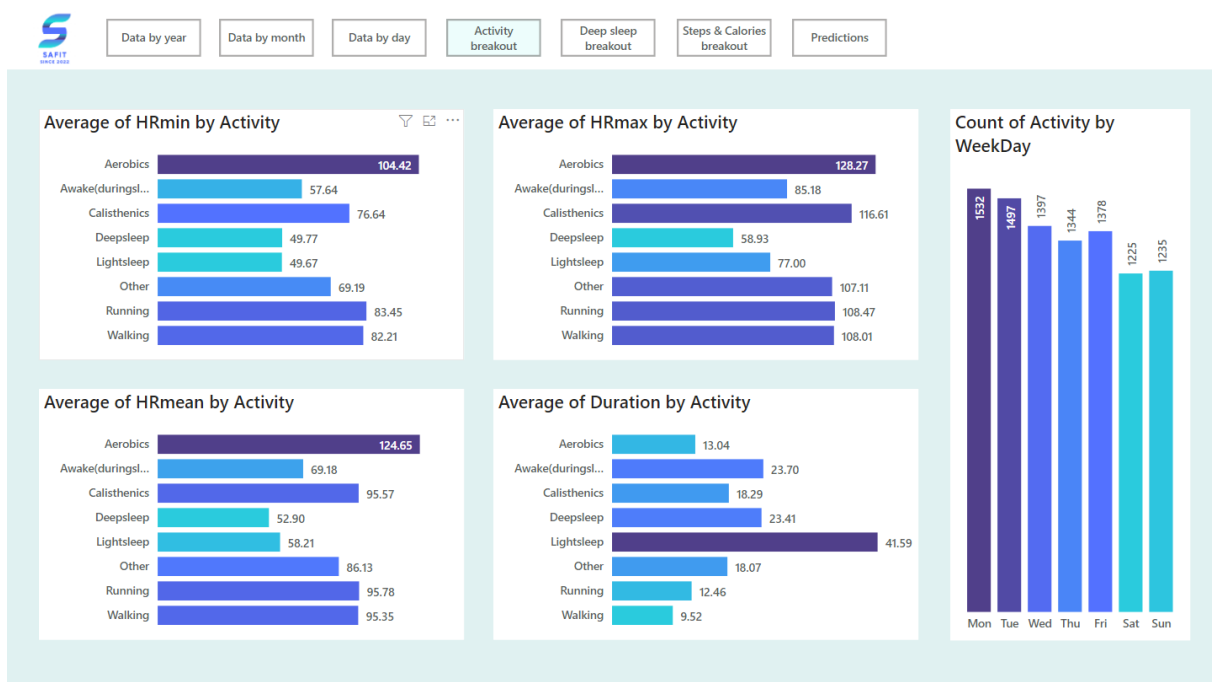 SAFIT
SINCE 2022
Data by year
Data by month
Data by day
Activity
breakout
Deep sleep
breakout
Steps & Calories
breakout
Predictions
Average of HRmin by Activity
Aerobics 104.42
Awake(duringsl... 57.64
Calisthenics 76.64
Deepsleep 49.77
Lightsleep 49.67
Other 69.19
Running 83.45
Walking 82.21
Average of HRmax by Activity
Aerobics 128.27
Awake(duringsl... 85.18
Calisthenics 116.61
Deepsleep 58.93
Lightsleep 77.00
Other 107.11
Running 108.47
Walking 108.01
Count of Activity by
WeekDay
1532 1497 1397 1344 1378 1225 1235
Mon Tue Wed Thu Fri Sat Sun
Average of HRmean by Activity
Aerobics 124.65
Awake(duringsl... 69.18
Calisthenics 95.57
Deepsleep 52.90
Lightsleep 58.21
Other 86.13
Running 95.78
Walking 95.35
Average of Duration by Activity
Aerobics 13.04
Awake(duringsl... 23.70
Calisthenics 18.29
Deepsleep 23.41
Lightsleep 41.59
Other 18.07
Running 12.46
Walking 9.52